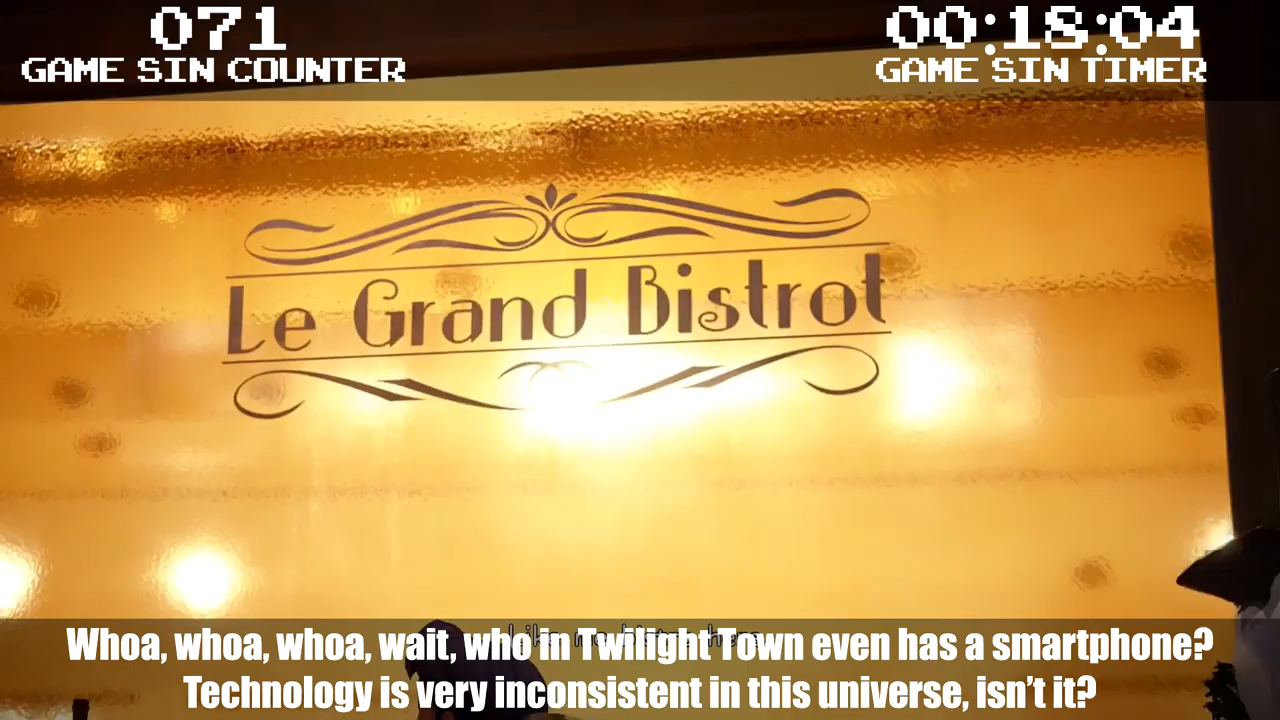 071
00:18:04
GAME SIN COUNTER
GAME SIN TIMER
Le Grand Bistrot
Whoa, whoa, whoa, wait, who in Twilight Town even has a smartphone?
Technology is very inconsistent in this universe, isn't it?